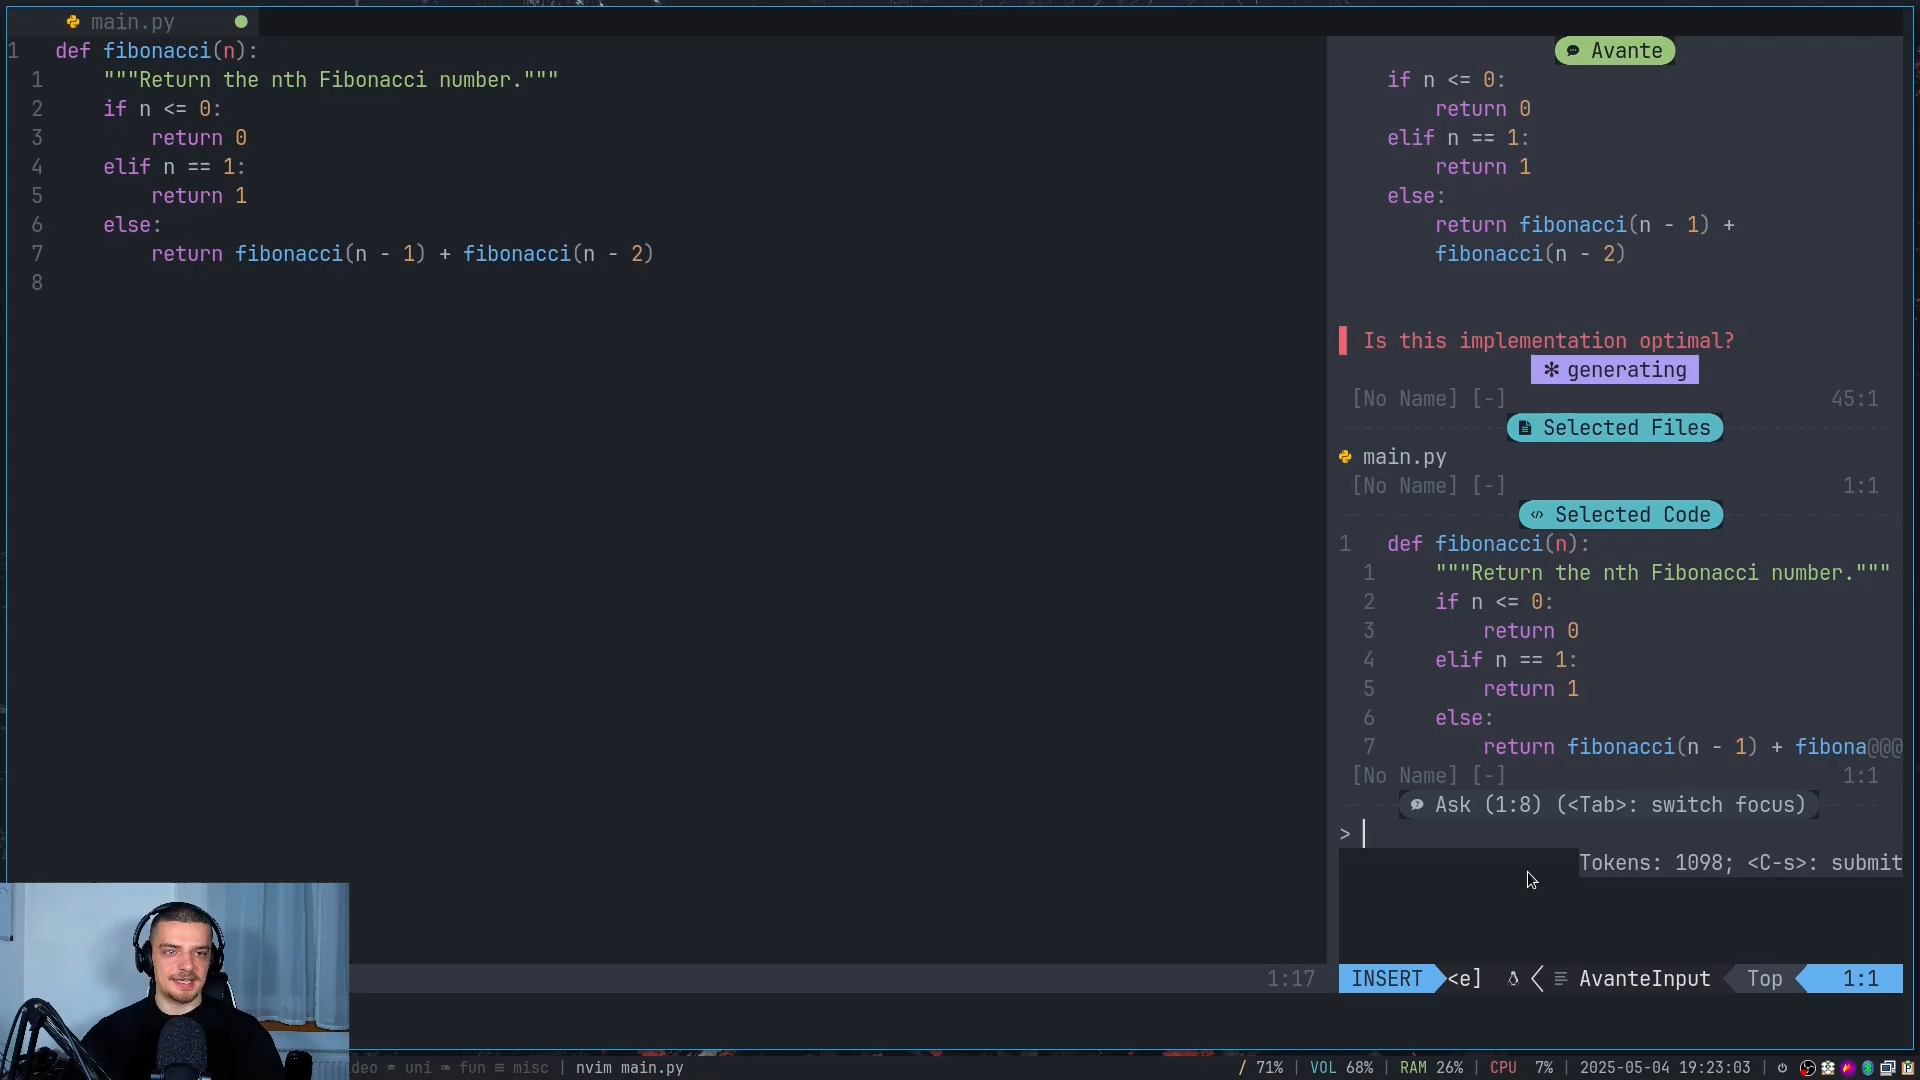 main.py
1 def fibonacci(n):
1 """Return the nth Fibonacci number."""
2 if n <= 0:
3 return 0
4 elif n == 1:
5 return 1
6 else:
7 return fibonacci(n - 1) + fibonacci(n - 2)
8
1:17
Avante
if n <= 0:
return 0
elif n == 1:
return 1
else:
return fibonacci(n - 1) +
fibonacci(n - 2)
Is this implementation optimal?
generating
[No Name] [-] 45:1
Selected Files
main.py
[No Name] [-] 1:1
Selected Code
1 def fibonacci(n):
1 """Return the nth Fibonacci number."""
2 if n <= 0:
3 return 0
4 elif n == 1:
5 return 1
6 else:
7 return fibonacci(n - 1) + fibona@@@
[No Name] [-] 1:1
Ask (1:8) (<Tab>: switch focus)
>
Tokens: 1098; <C-s>: submit
INSERT <e] AvanteInput Top 1:1
deo uni fun misc | nvim main.py / 71% | VOL 68% | RAM 26% | CPU 7% | 2025-05-04 19:23:03 |